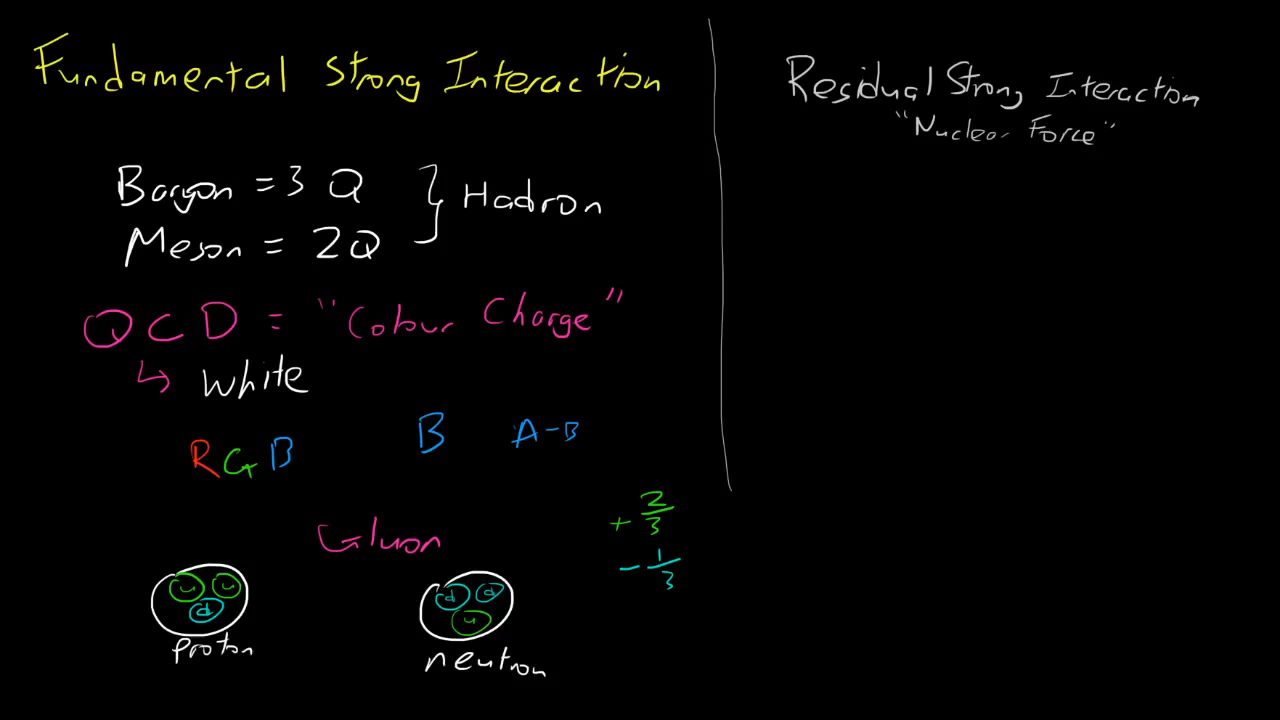 Fundamental Strong Interaction
Baryon = 3 Q
Meson = 2Q
} Hadron
QCD = "Colour Charge"
↳ White
R G B
B A-B
Gluon
+ 2/3
- 1/3
u u
d
proton
d d
u
neutron
Residual Strong Interaction
"Nuclear Force"